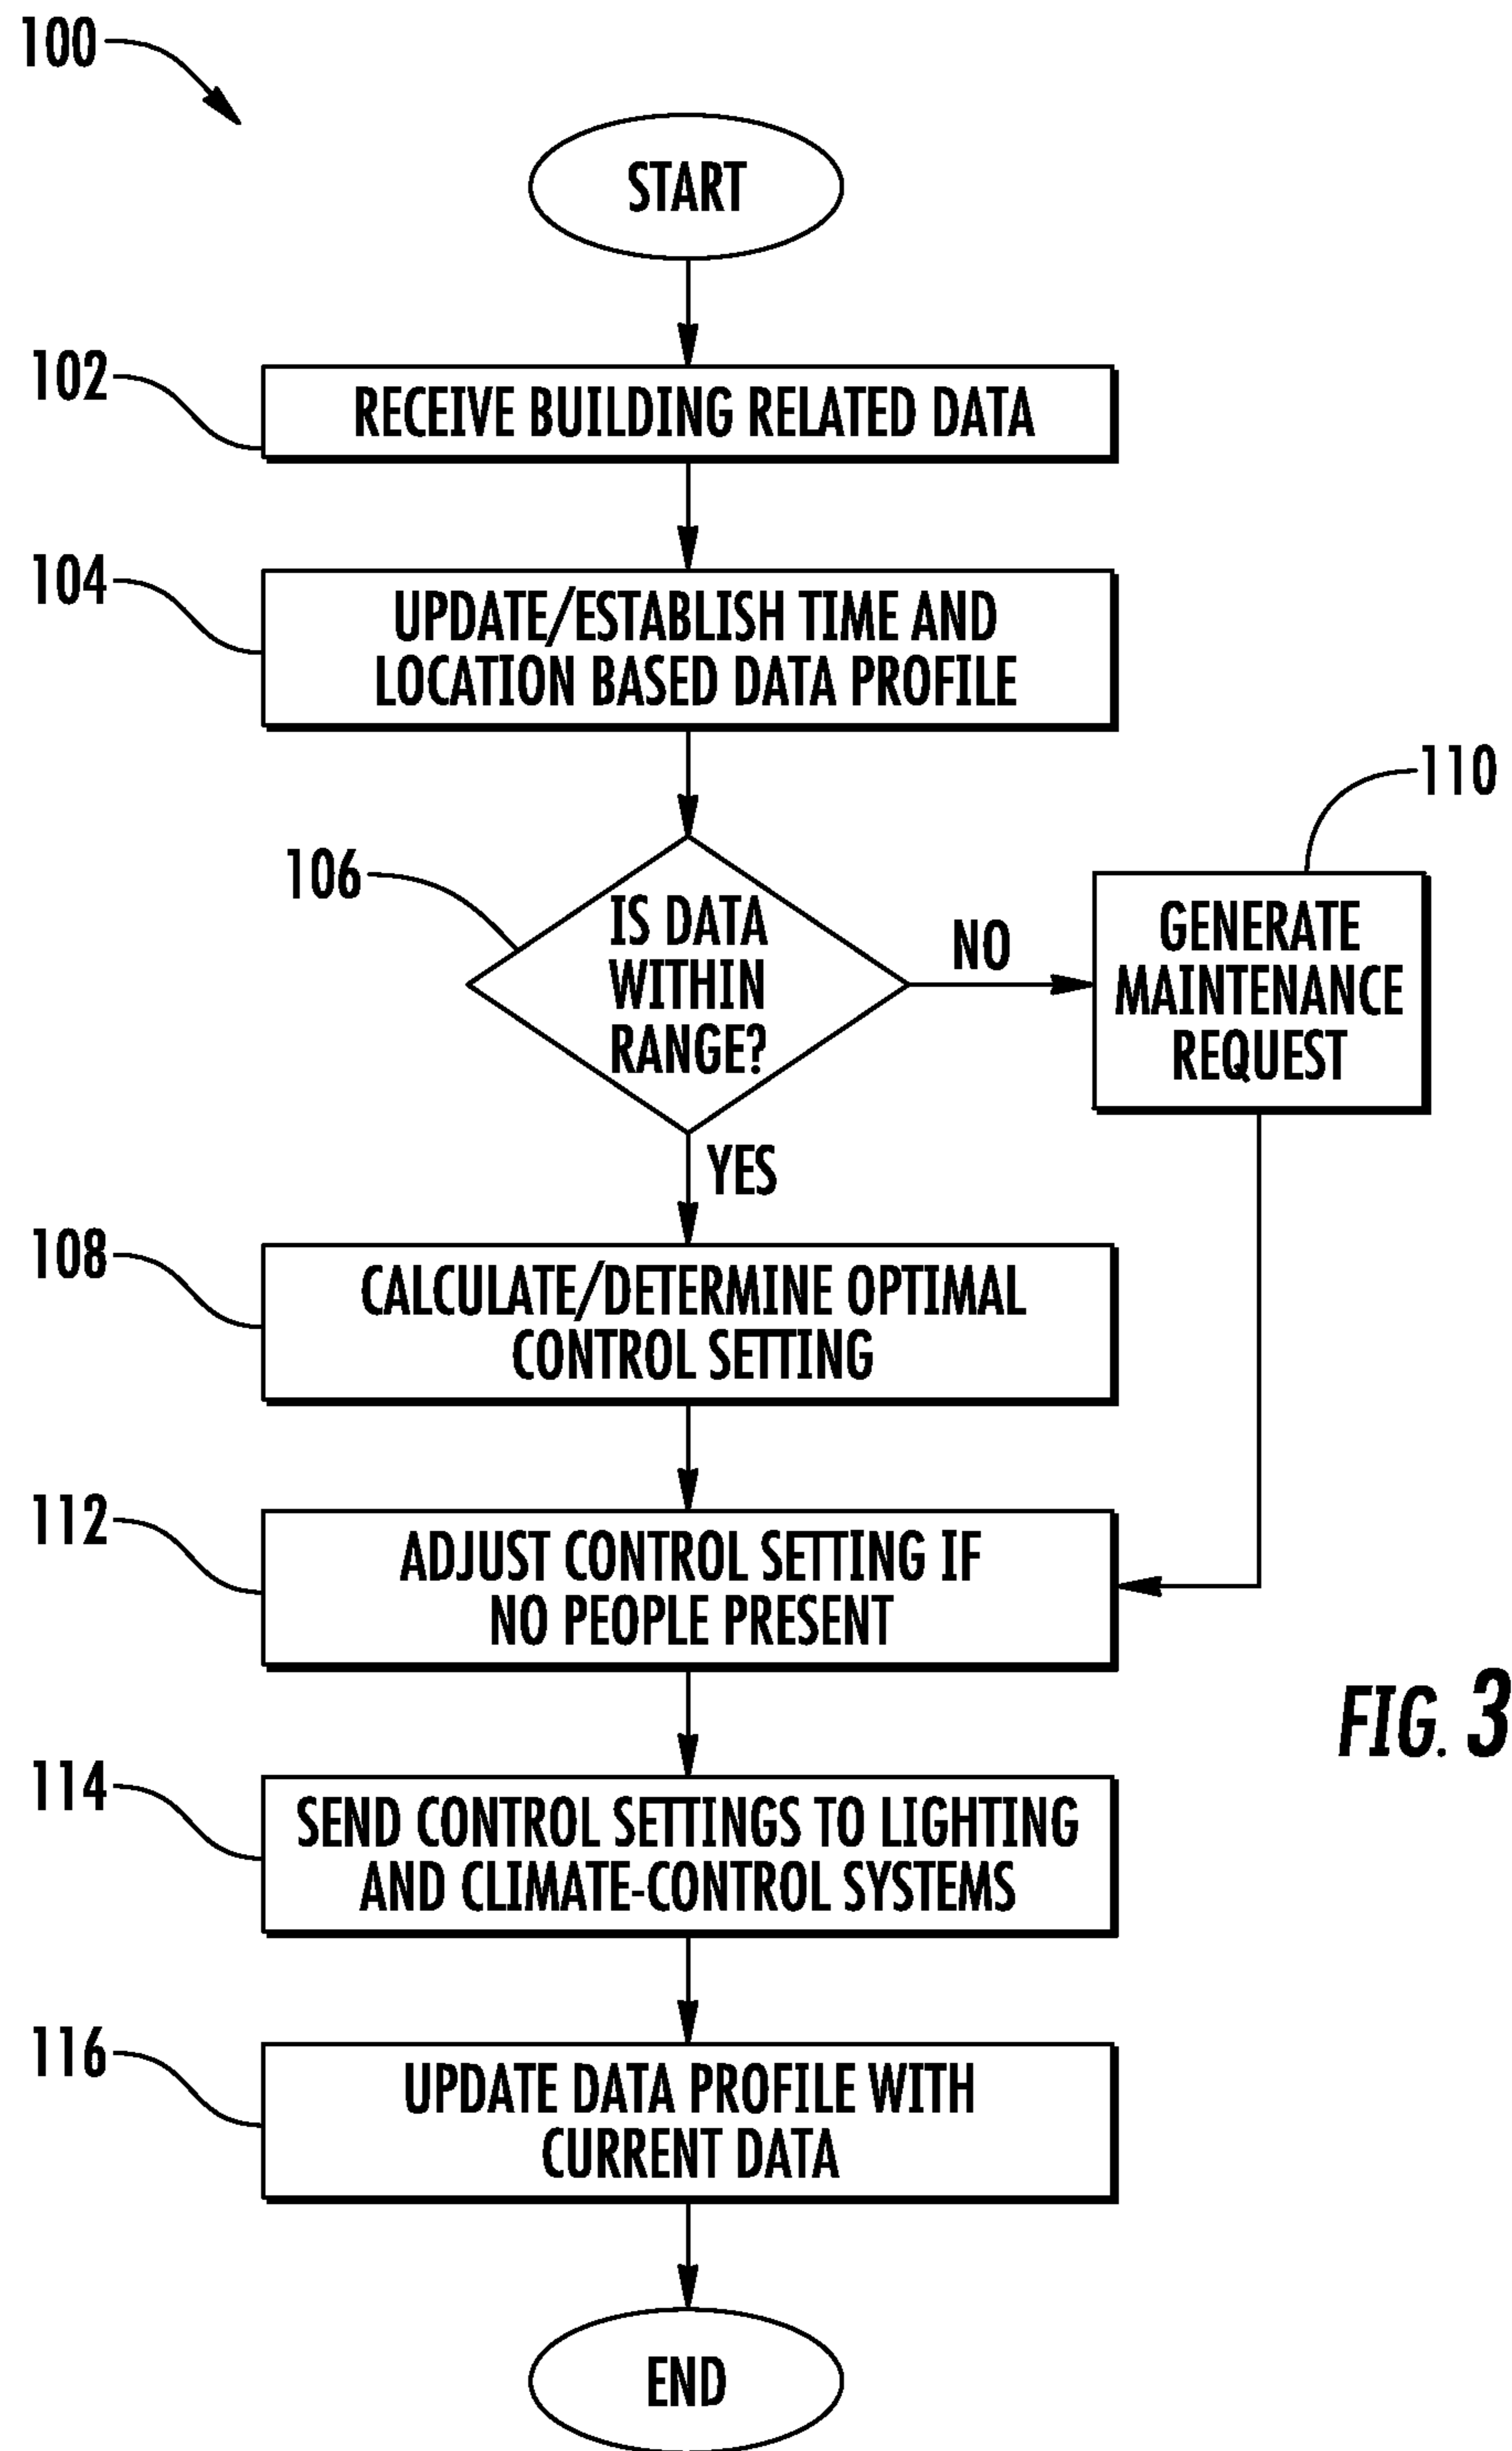 100
START
102
RECEIVE BUILDING RELATED DATA
104
UPDATE/ESTABLISH TIME AND
LOCATION BASED DATA PROFILE
106
IS DATA
WITHIN
RANGE?
NO
110
GENERATE
MAINTENANCE
REQUEST
YES
108
CALCULATE/DETERMINE OPTIMAL
CONTROL SETTING
112
ADJUST CONTROL SETTING IF
NO PEOPLE PRESENT
114
SEND CONTROL SETTINGS TO LIGHTING
AND CLIMATE-CONTROL SYSTEMS
116
UPDATE DATA PROFILE WITH
CURRENT DATA
END
FIG. 3